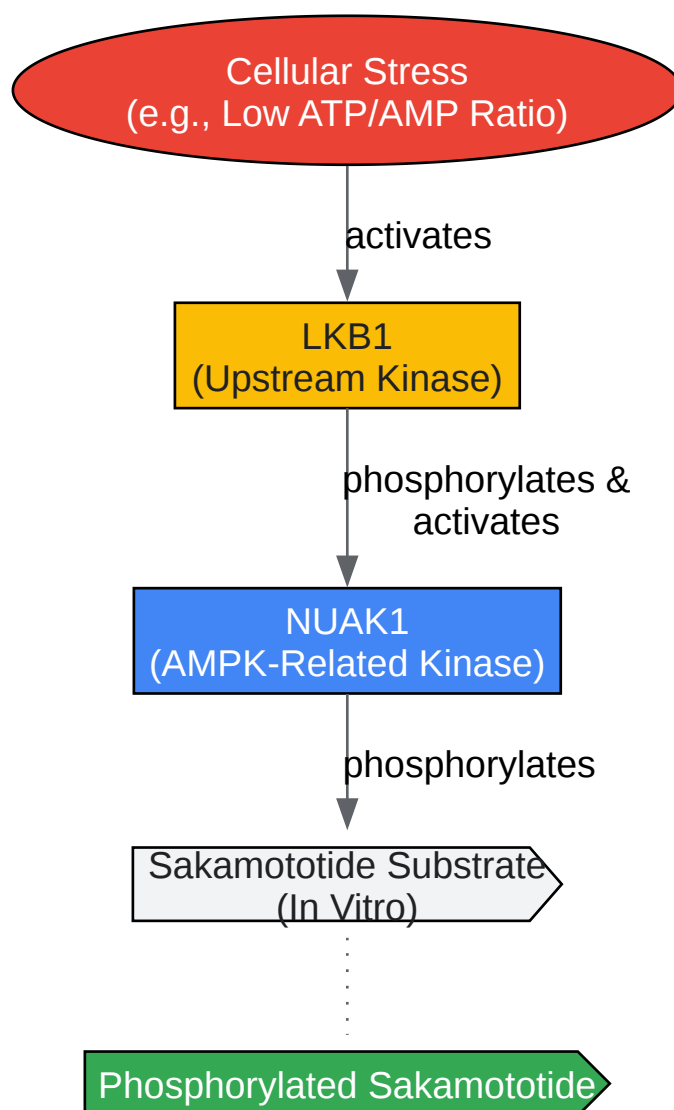 Cellular Stress
(e.g., Low ATP/AMP Ratio)
activates
LKB1
(Upstream Kinase)
phosphorylates &
activates
NUAK1
(AMPK-Related Kinase)
phosphorylates
Sakamototide Substrate
(In Vitro)
Phosphorylated Sakamototide